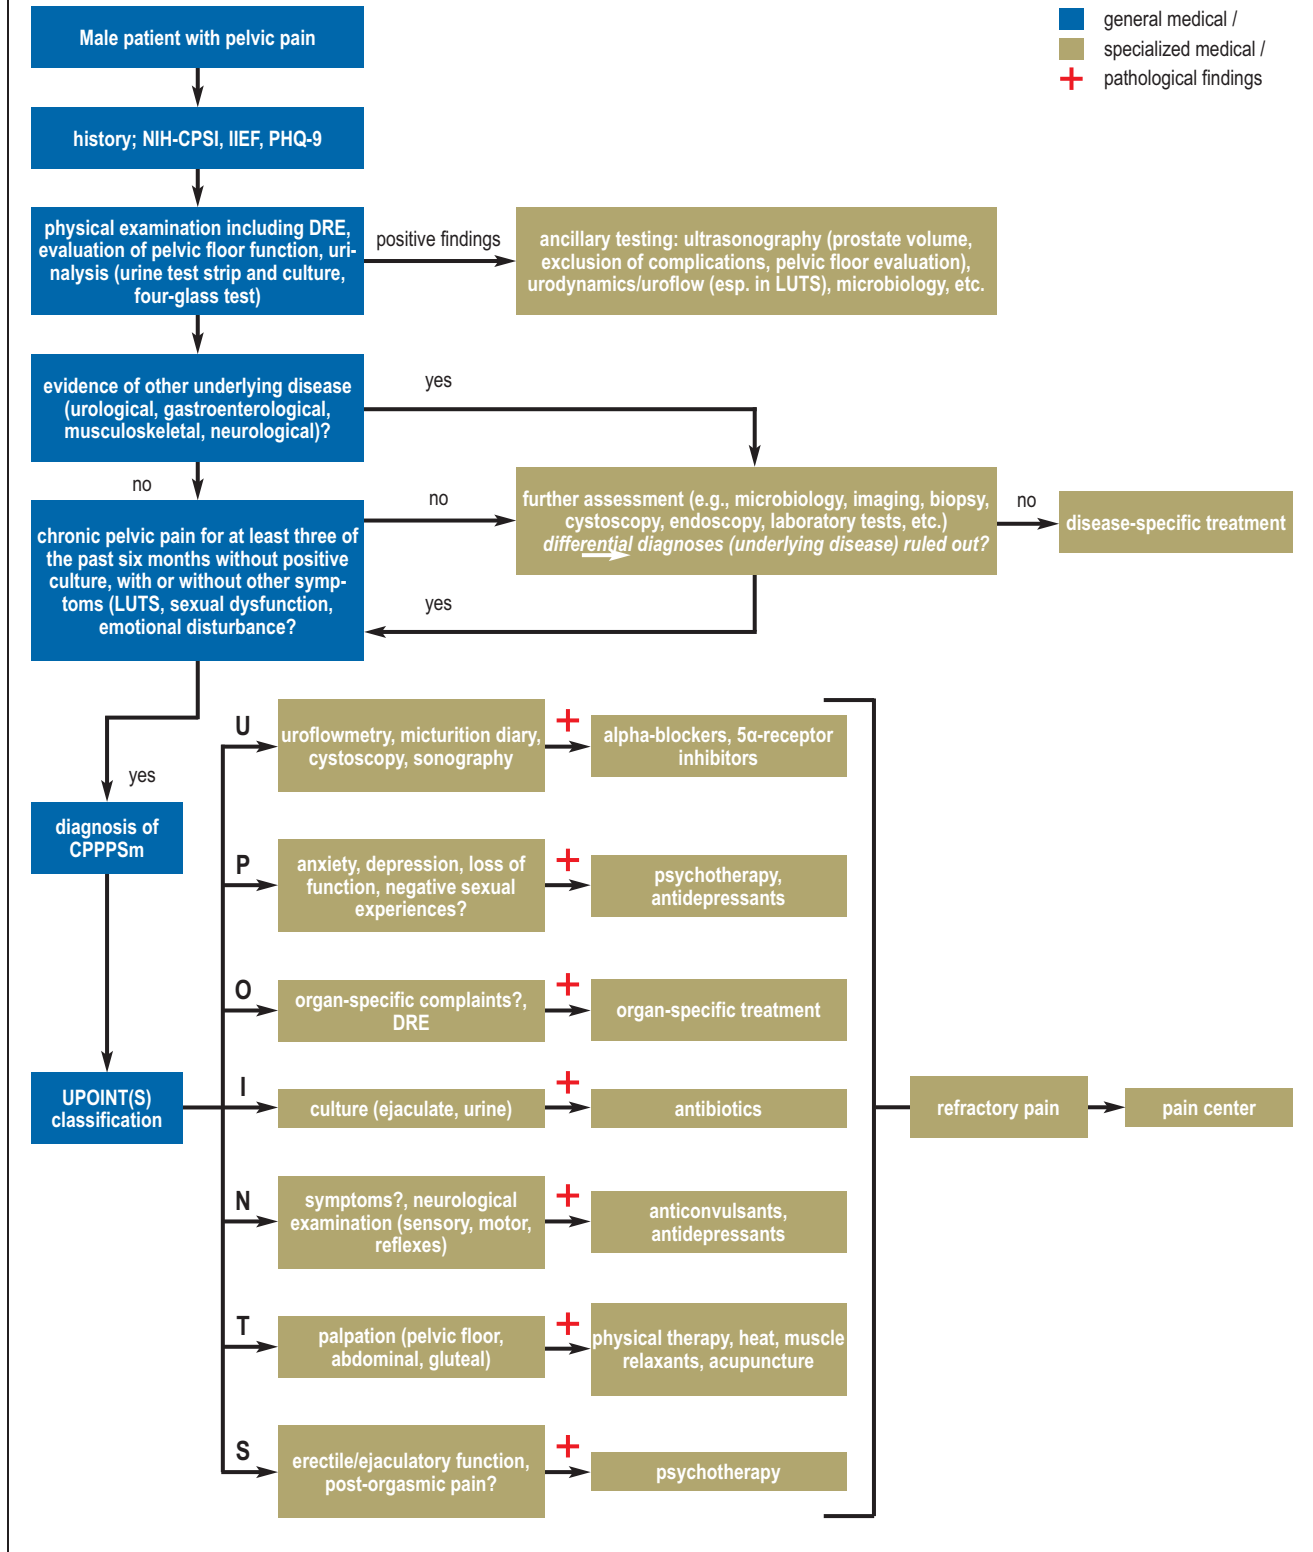 general medical /
specialized medical /
pathological findings
Male patient with pelvic pain
history; NIH-CPSI, IIEF, PHQ-9
physical examination including DRE,
evaluation of pelvic floor function, uri-
nalysis (urine test strip and culture,
four-glass test)
positive findings
ancillary testing: ultrasonography (prostate volume,
exclusion of complications, pelvic floor evaluation),
urodynamics/uroflow (esp. in LUTS), microbiology, etc.
evidence of other underlying disease
(urological, gastroenterological,
musculoskeletal, neurological)?
yes
no
chronic pelvic pain for at least three of
the past six months without positive
culture, with or without other symp-
toms (LUTS, sexual dysfunction,
emotional disturbance?
no
further assessment (e.g., microbiology, imaging, biopsy,
cystoscopy, endoscopy, laboratory tests, etc.)
differential diagnoses (underlying disease) ruled out?
no
disease-specific treatment
yes
yes
diagnosis of
CPPPSm
UPOINT(S)
classification
U
uroflowmetry, micturition diary,
cystoscopy, sonography
alpha-blockers, 5α-receptor
inhibitors
P
anxiety, depression, loss of
function, negative sexual
experiences?
psychotherapy,
antidepressants
O
organ-specific complaints?,
DRE
organ-specific treatment
I
culture (ejaculate, urine)
antibiotics
N
symptoms?, neurological
examination (sensory, motor,
reflexes)
anticonvulsants,
antidepressants
T
palpation (pelvic floor,
abdominal, gluteal)
physical therapy, heat, muscle
relaxants, acupuncture
S
erectile/ejaculatory function,
post-orgasmic pain?
psychotherapy
refractory pain
pain center